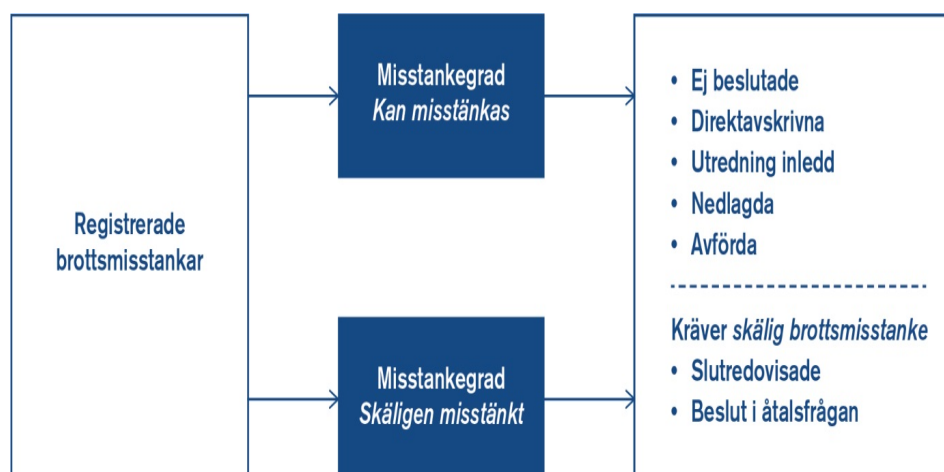 Registrerade
brottsmisstankar
Misstankegrad
Kan misstänkas
Misstankegrad
Skäligen misstänkt
• Ej beslutade
• Direktavskrivna
• Utredning inledd
• Nedlagda
• Avförda
Kräver skälig brottsmisstanke
• Slutredovisade
• Beslut i åtalsfrågan